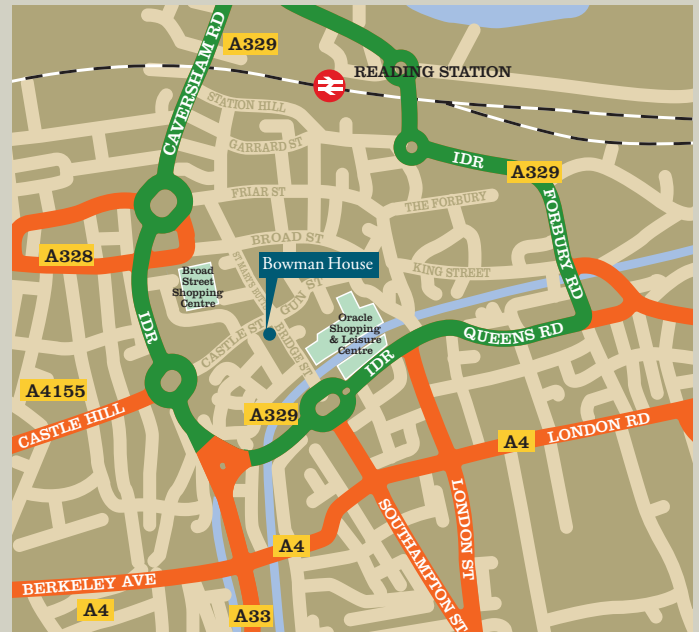 CAVERSHAM RD
A329
READING STATION
STATION HILL
GARRARD ST
IDR
A329
FRIAR ST
THE FORBURY
FORBURY RD
BROAD ST
A328
Bowman House
KING STREET
Broad
Street
Shopping
Centre
ST MARY'S BUTTS
GUN ST
IDR
CASTLE ST
BRIDGE ST
Oracle
Shopping
& Leisure
Centre
QUEENS RD
IDR
A4155
CASTLE HILL
A329
A4
LONDON RD
LONDON ST
SOUTHAMPTON ST
A4
BERKELEY AVE
A4
A33